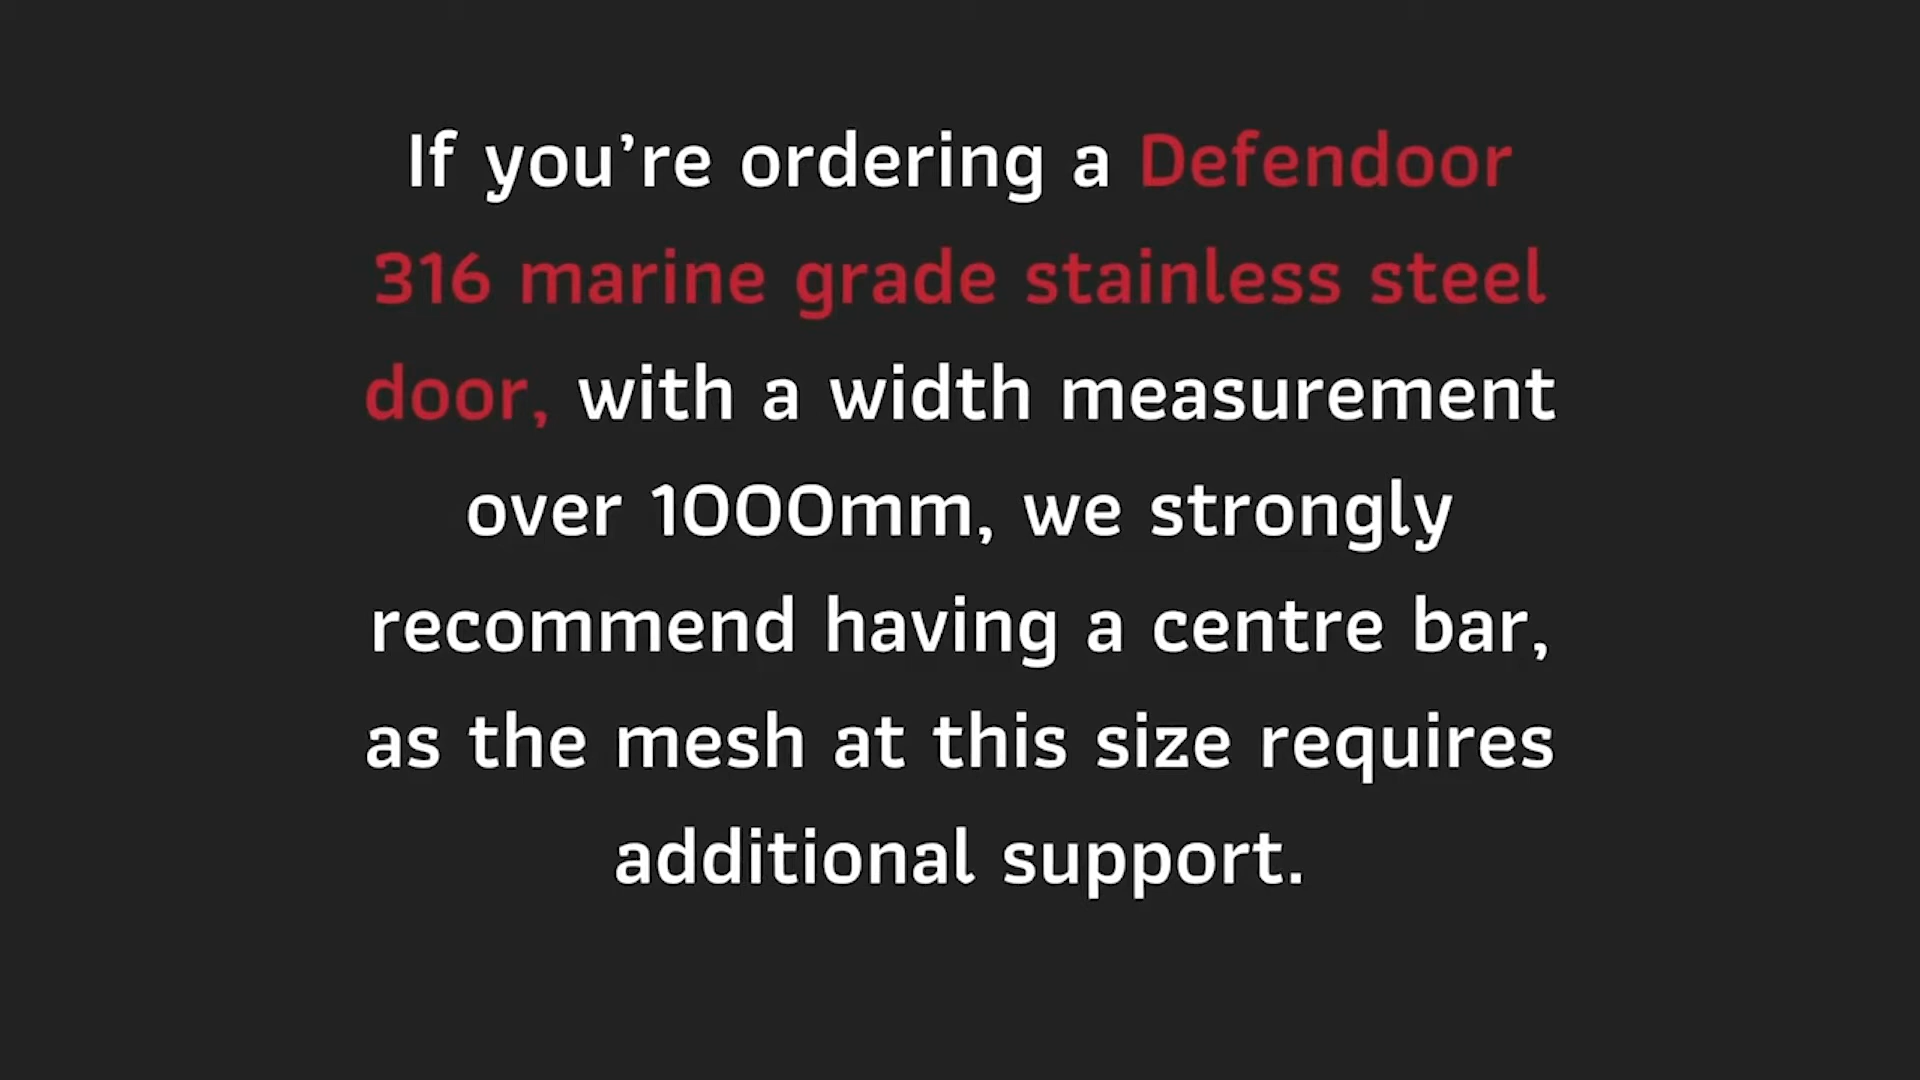 If you’re ordering a Defendoor
316 marine grade stainless steel
door, with a width measurement
over 1000mm, we strongly
recommend having a centre bar,
as the mesh at this size requires
additional support.